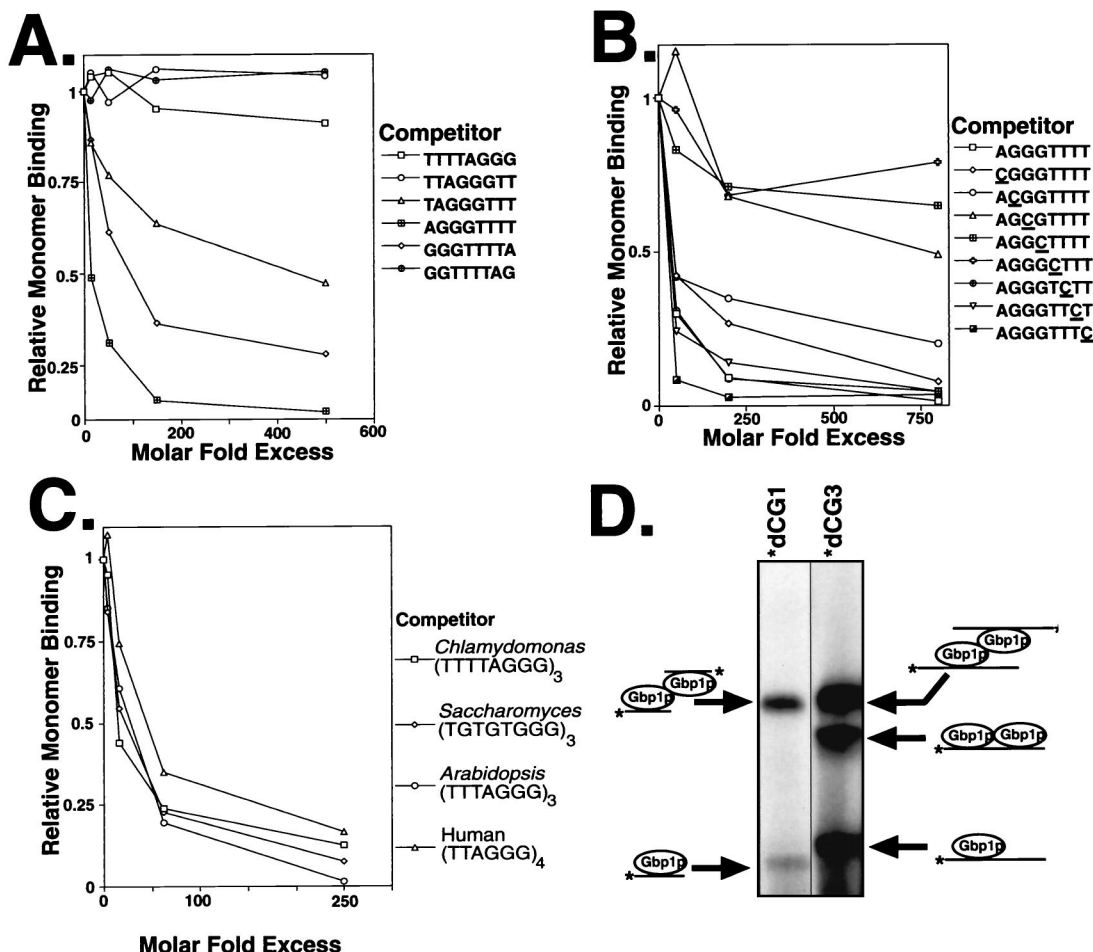 A.
Relative Monomer Binding
1
0.75
0.5
0.25
0
0 200 400 600
Molar Fold Excess
Competitor
TTTTAGGG
TTAGGGTT
TAGGGTTT
AGGGTTTT
GGGTTTTA
GGTTTTAG
B.
Relative Monomer Binding
1
0.5
0
0 250 500 750
Molar Fold Excess
Competitor
AGGGTTTT
CGGGTTTT
ACGGTTTT
AGCGTTTT
AGGCTTTT
AGGGCTTT
AGGGTCTT
AGGGTTCT
AGGGTTTC
C.
Relative Monomer Binding
1
0.75
0.5
0.25
0
0 100 250
Molar Fold Excess
Competitor
Chlamydomonas
(TTTTAGGG)3
Saccharomyces
(TGTGTGGG)3
Arabidopsis
(TTTAGGG)3
Human
(TTAGGG)4
D.
*dCG1
*dCG3
Gbp1p *
* Gbp1p
Gbp1p
* Gbp1p
* Gbp1p Gbp1p
* Gbp1p
* Gbp1p